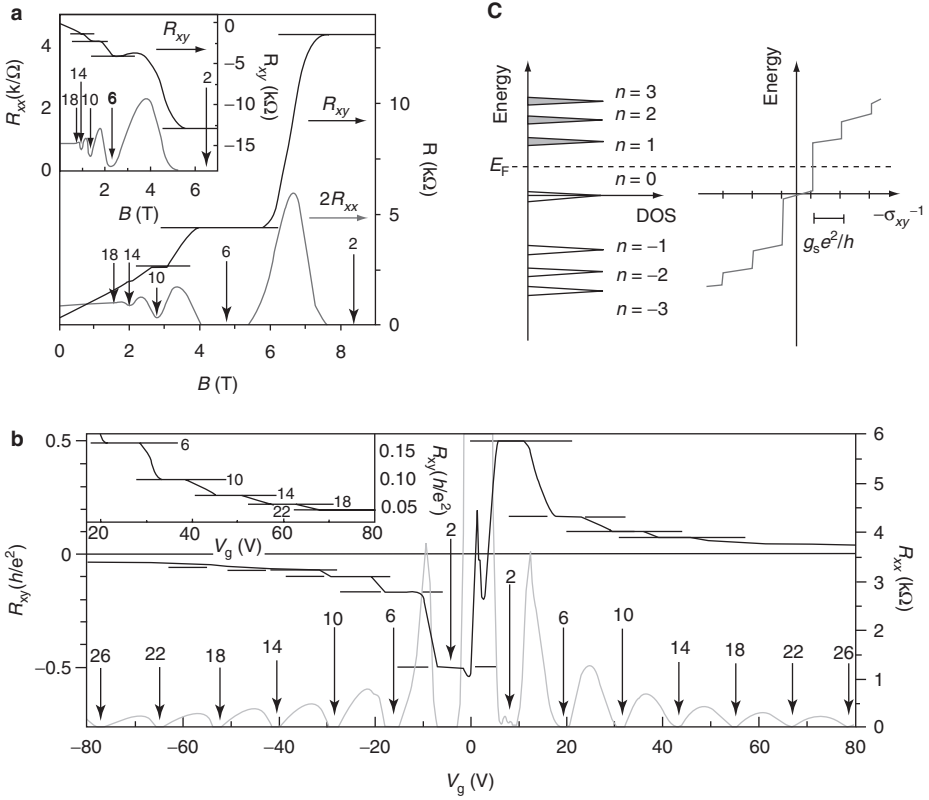 a
R_xx (k/Ω)
4
2
0
R_xy
0
−5
−10
−15
R_xy (kΩ)
18
14
10
6
2
2
4
6
B (T)
R_xy
2R_xx
10
5
0
R (kΩ)
18
14
10
6
2
0
2
4
6
8
B (T)
C
Energy
n = 3
n = 2
n = 1
E_F
n = 0
DOS
n = −1
n = −2
n = −3
Energy
−σ_xy⁻¹
g_s e²/h
b
R_xy (h/e²)
0.5
0
−0.5
6
10
14
18
22
0.15
0.10
0.05
R_xy (h/e²)
20
40
60
80
V_g (V)
2
2
26
22
18
14
10
6
6
10
14
18
22
26
6
5
4
3
2
1
0
R_xx (kΩ)
−80
−60
−40
−20
0
20
40
60
80
V_g (V)